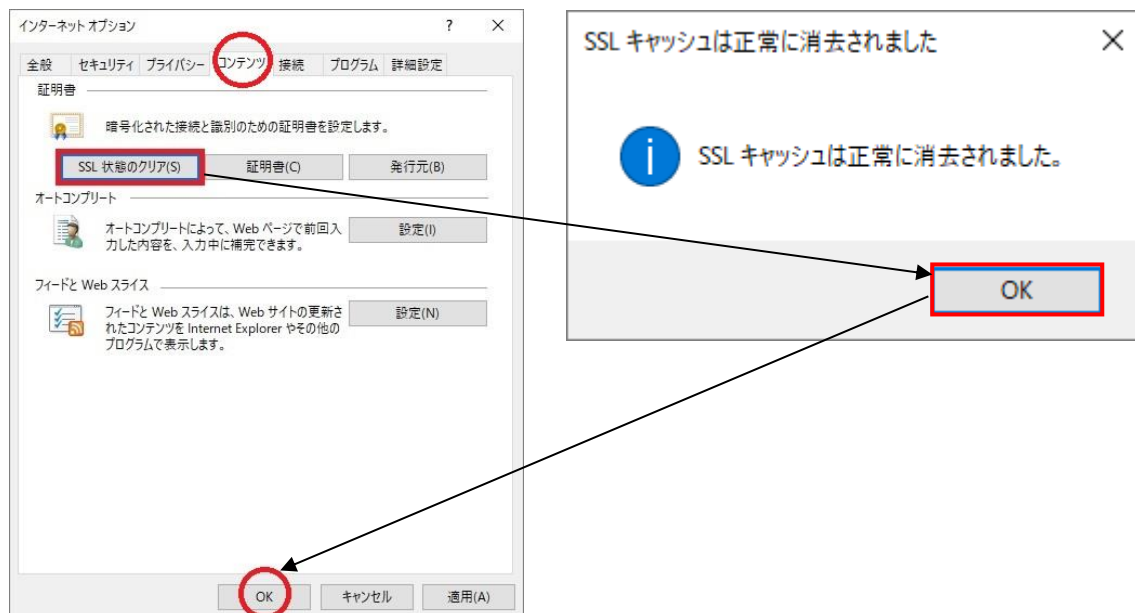 インターネット オプション
?
×
全般
セキュリティ
プライバシー
コンテンツ
接続
プログラム
詳細設定
証明書
暗号化された接続と識別のための証明書を設定します。
SSL 状態のクリア(S)
証明書(C)
発行元(B)
オートコンプリート
オートコンプリートによって、Web ページで前回入
力した内容を、入力中に補完できます。
設定(I)
フィードと Web スライス
フィードと Web スライスは、Web サイトの更新さ
れたコンテンツを Internet Explorer やその他の
プログラムで表示します。
設定(N)
OK
キャンセル
適用(A)
SSL キャッシュは正常に消去されました
×
SSL キャッシュは正常に消去されました。
OK